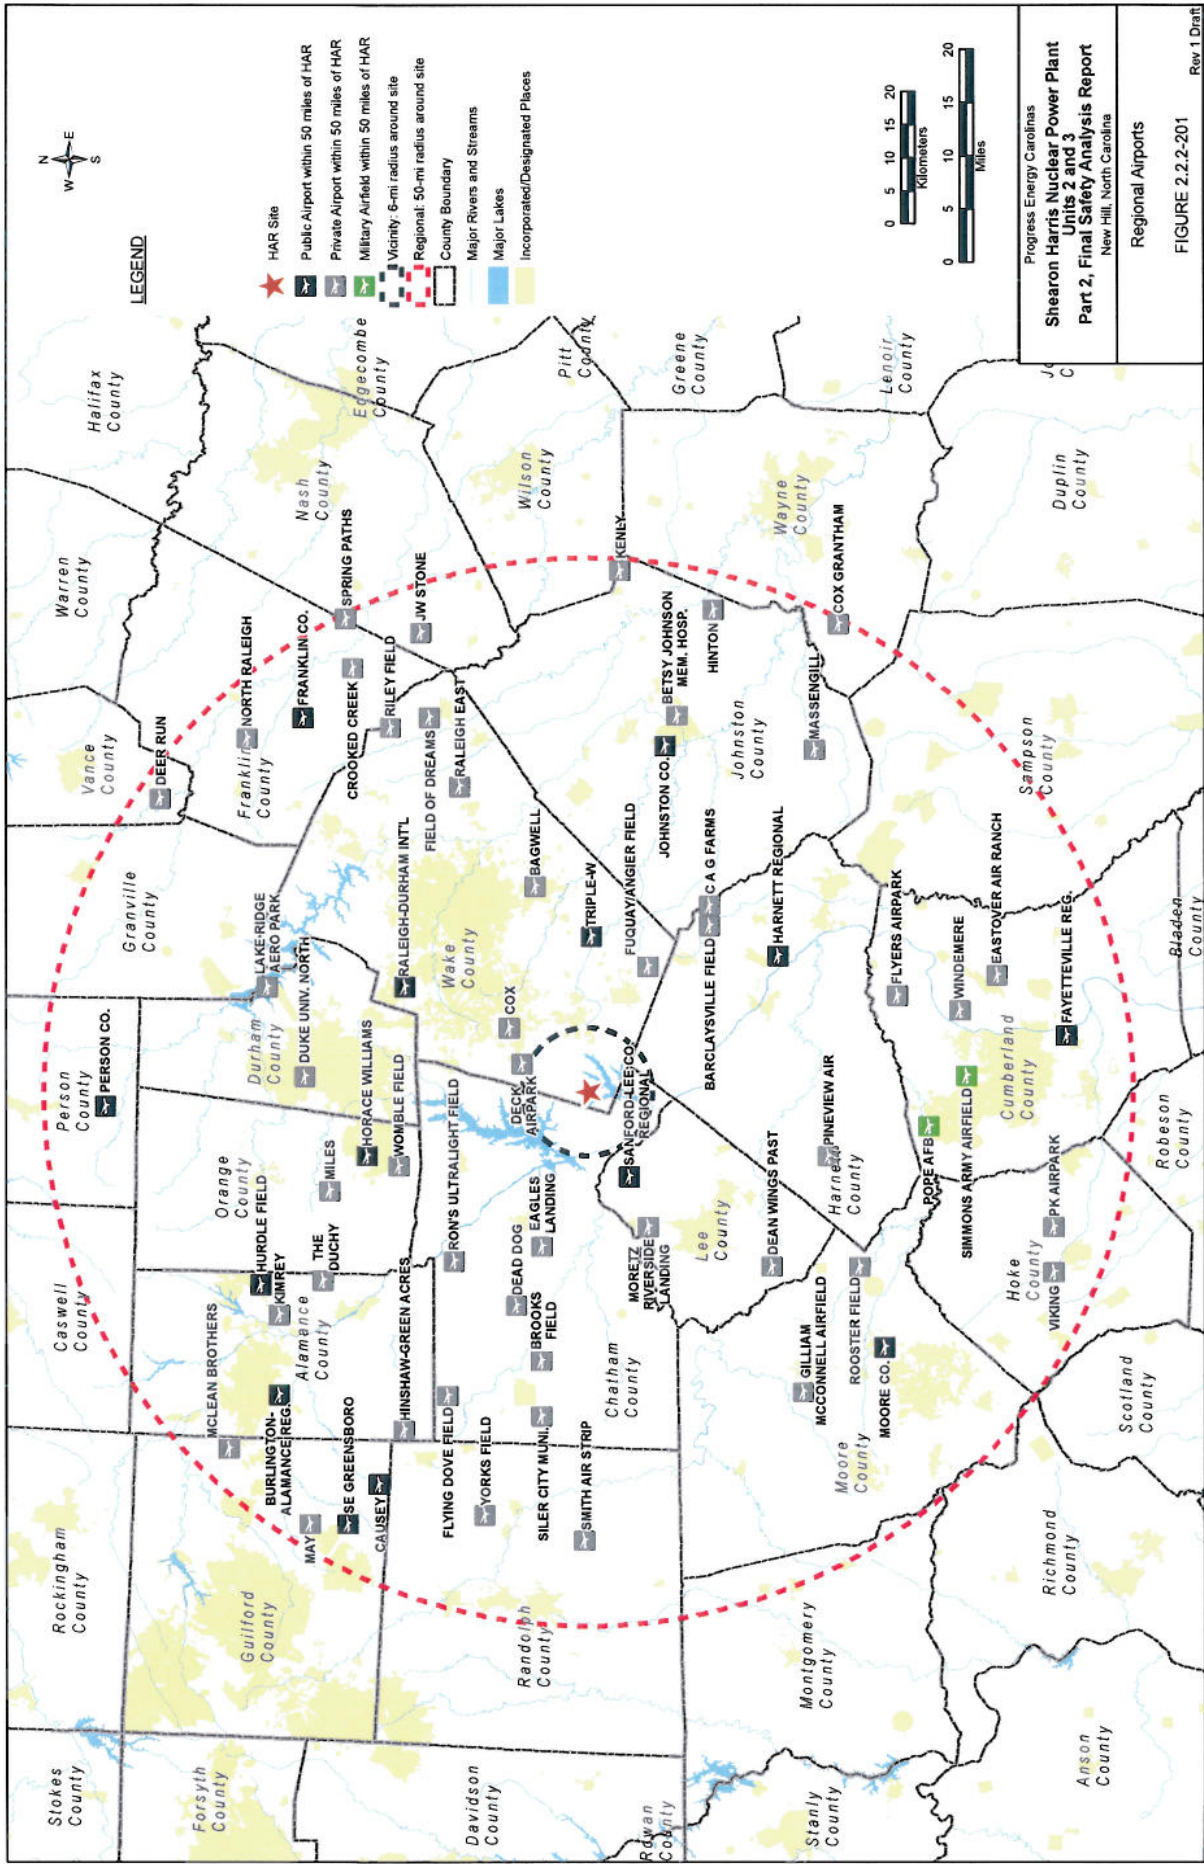 N
W
E
S
LEGEND
HAR Site
Public Airport within 50 miles of HAR
Private Airport within 50 miles of HAR
Military Airfield within 50 miles of HAR
Vicinity: 6-mi radius around site
Regional: 50-mi radius around site
County Boundary
Major Rivers and Streams
Major Lakes
Incorporated/Designated Places
0 5 10 15 20
Kilometers
0 5 10 15 20
Miles
Progress Energy Carolinas
Shearon Harris Nuclear Power Plant
Units 2 and 3
Part 2, Final Safety Analysis Report
New Hill, North Carolina
Regional Airports
FIGURE 2.2.2-201
Rev 1 Draft
Stokes
County
Rockingham
County
Caswell
County
Person
County
Granville
County
Vance
County
Warren
County
Halifax
County
Forsyth
County
Guilford
County
Alamance
County
Orange
County
Durham
County
Franklin
County
Nash
County
Edgecombe
County
Davidson
County
Randolph
County
Chatham
County
Wake
County
Wilson
County
Pitt
County
Rowan
County
Stanly
County
Montgomery
County
Moore
County
Lee
County
Harnett
County
Johnston
County
Wayne
County
Greene
County
Lenoir
County
Anson
County
Richmond
County
Scotland
County
Hoke
County
Cumberland
County
Robeson
County
Bladen
County
Sampson
County
Duplin
County
Jo
C
PERSON CO.
DEER RUN
NORTH RALEIGH
FRANKLIN CO.
SPRING PATHS
CROOKED CREEK
JW STONE
RILEY FIELD
FIELD OF DREAMS
RALEIGH EAST
LAKE-RIDGE
AERO PARK
DUKE UNIV. NORTH
RALEIGH-DURHAM INT'L
HORACE WILLIAMS
WOMBLE FIELD
MILES
HURDLE FIELD
KIMREY
THE
DUCHY
MCLEAN BROTHERS
BURLINGTON-
ALAMANCE REG.
MAY
SE GREENSBORO
CAUSEY
HINSHAW-GREEN ACRES
RON'S ULTRALIGHT FIELD
FLYING DOVE FIELD
YORKS FIELD
SILER CITY MUNI.
SMITH AIR STRIP
DEAD DOG
BROOKS
FIELD
EAGLES
LANDING
DECK
AIRPARK
COX
BAGWELL
TRIPLE-W
FUQUAY/ANGIER FIELD
JOHNSTON CO.
BETSY JOHNSON
MEM. HOSP.
KENLY
HINTON
COX GRANTHAM
MASSENGILL
C A G FARMS
BARCLAYSVILLE FIELD
HARNETT REGIONAL
SANFORD-LEE CO.
REGIONAL
MORETZ
RIVERSIDE
LANDING
DEAN WINGS PAST
PINEVIEW AIR
GILLIAM
MCCONNELL AIRFIELD
ROOSTER FIELD
MOORE CO.
POPE AFB
SIMMONS ARMY AIRFIELD
FLYERS AIRPARK
WINDEMERE
EASTOVER AIR RANCH
FAYETTEVILLE REG.
PK AIRPARK
VIKING